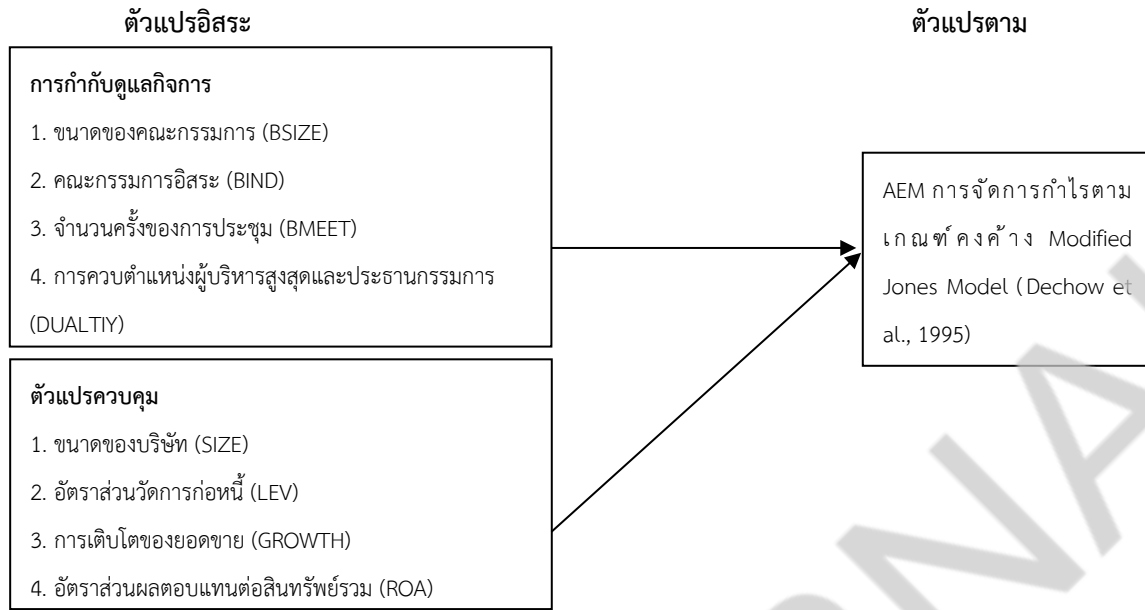 ตัวแปรอิสระ
ตัวแปรตาม
การกำกับดูแลกิจการ
1. ขนาดของคณะกรรมการ (BSIZE)
2. คณะกรรมการอิสระ (BIND)
3. จำนวนครั้งของการประชุม (BMEET)
4. การควบตำแหน่งผู้บริหารสูงสุดและประธานกรรมการ
(DUALTIY)
ตัวแปรควบคุม
1. ขนาดของบริษัท (SIZE)
2. อัตราส่วนวัดการก่อหนี้ (LEV)
3. การเติบโตของยอดขาย (GROWTH)
4. อัตราส่วนผลตอบแทนต่อสินทรัพย์รวม (ROA)
AEM การจัดการกำไรตาม
เกณฑ์คงค้าง Modified
Jones Model (Dechow et
al., 1995)